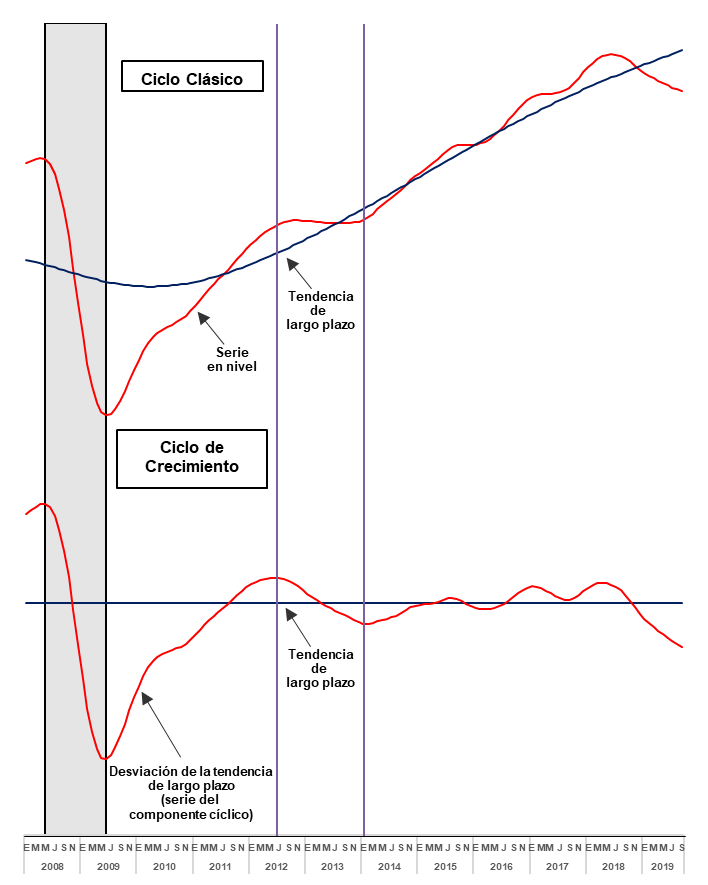 Ciclo Clásico
Tendencia
de
largo plazo
Serie
en nivel
Ciclo de
Crecimiento
Tendencia
de
largo plazo
Desviación de la tendencia
de largo plazo
(serie del
componente cíclico)
E M M J S N E M M J S N E M M J S N E M M J S N E M M J S N E M M J S N E M M J S N E M M J S N E M M J S N E M M J S N E M M J S N E M M J S
2008 2009 2010 2011 2012 2013 2014 2015 2016 2017 2018 2019